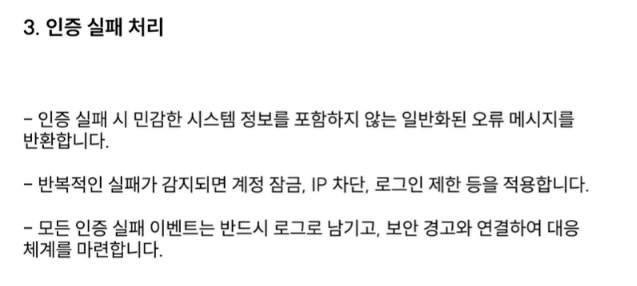 3. 인증 실패 처리
- 인증 실패 시 민감한 시스템 정보를 포함하지 않는 일반화된 오류 메시지를
반환합니다.
- 반복적인 실패가 감지되면 계정 잠금, IP 차단, 로그인 제한 등을 적용합니다.
- 모든 인증 실패 이벤트는 반드시 로그로 남기고, 보안 경고와 연결하여 대응
체계를 마련합니다.